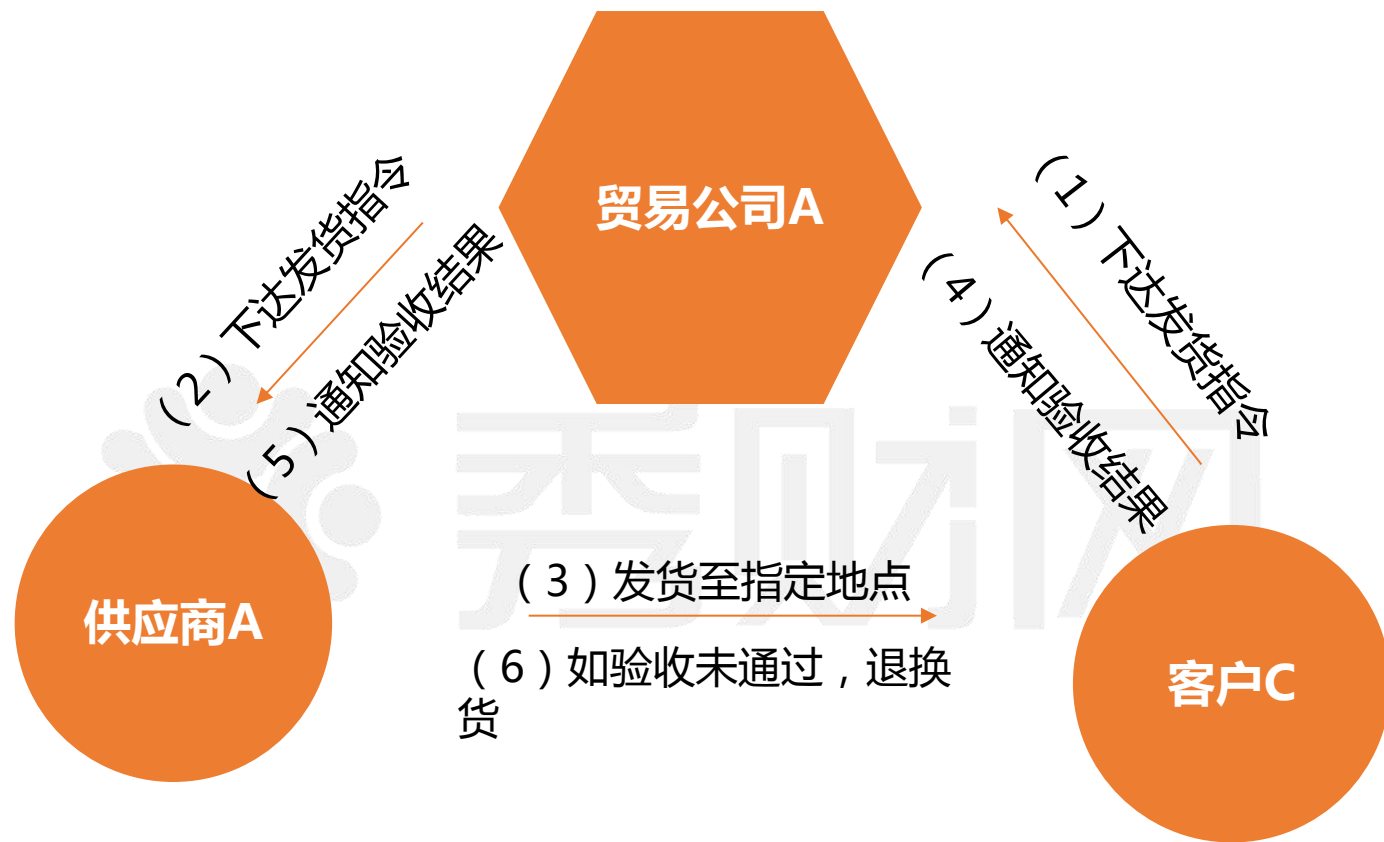 贸易公司A
（1）下达发货指令
（4）通知验收结果
（2）下达发货指令
（5）通知验收结果
（3）发货至指定地点
（6）如验收未通过，退换
货
供应商A
客户C
秀财网